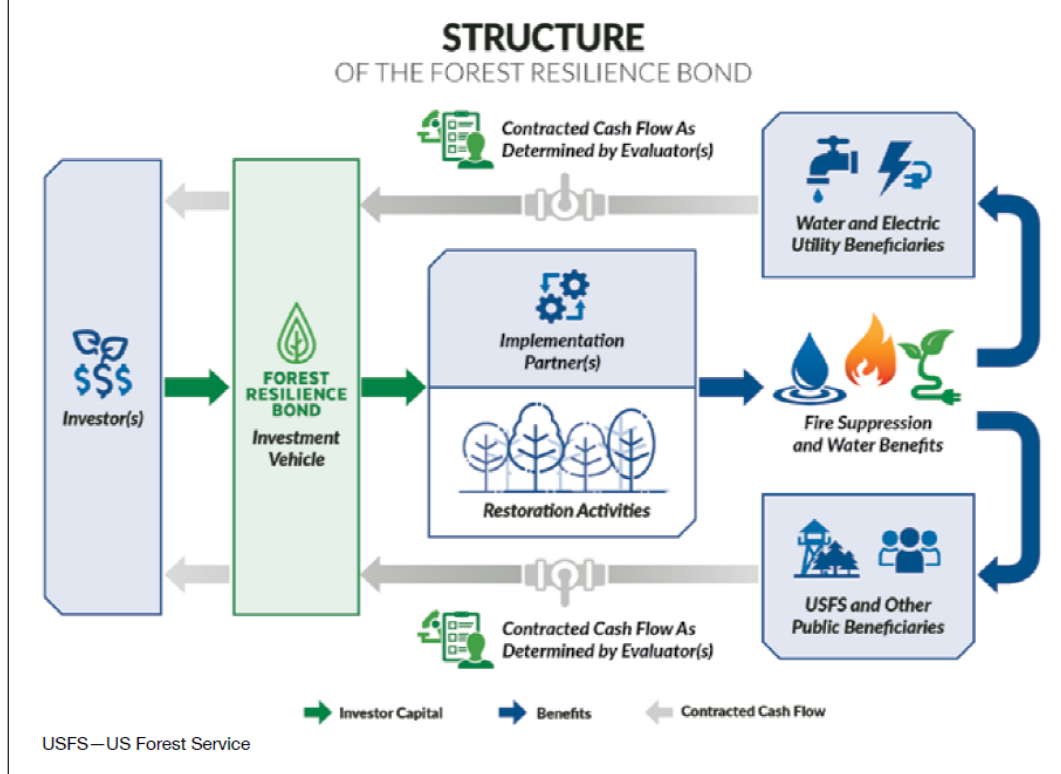 STRUCTURE
OF THE FOREST RESILIENCE BOND
Contracted Cash Flow As
Determined by Evaluator(s)
Water and Electric
Utility Beneficiaries
Implementation
Partner(s)
$$$
Investor(s)
FOREST
RESILIENCE
BOND
Investment
Vehicle
Fire Suppression
and Water Benefits
Restoration Activities
USFS and Other
Public Beneficiaries
Contracted Cash Flow As
Determined by Evaluator(s)
Investor Capital
Benefits
Contracted Cash Flow
USFS—US Forest Service